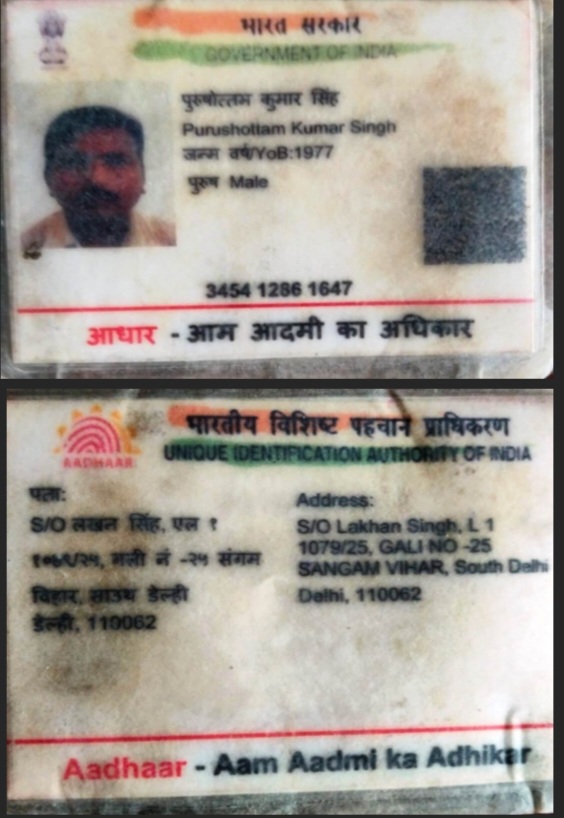 भारत सरकार
GOVERNMENT OF INDIA
पुरुषोत्तम कुमार सिंह
Purushottam Kumar Singh
जन्म वर्ष/YoB:1977
पुरुष Male
3454 1286 1647
आधार - आम आदमी का अधिकार
भारतीय विशिष्ट पहचान प्राधिकरण
UNIQUE IDENTIFICATION AUTHORITY OF INDIA
AADHAAR
पता:
S/O लखन सिंह, एल १
गली नं -२५ संगम
विहार, साउथ डेल्ही
डेल्ही, 110062
Address:
S/O Lakhan Singh, L 1
1079/25, GALI NO -25
SANGAM VIHAR, South Delhi
Delhi, 110062
Aadhaar - Aam Aadmi ka Adhikar